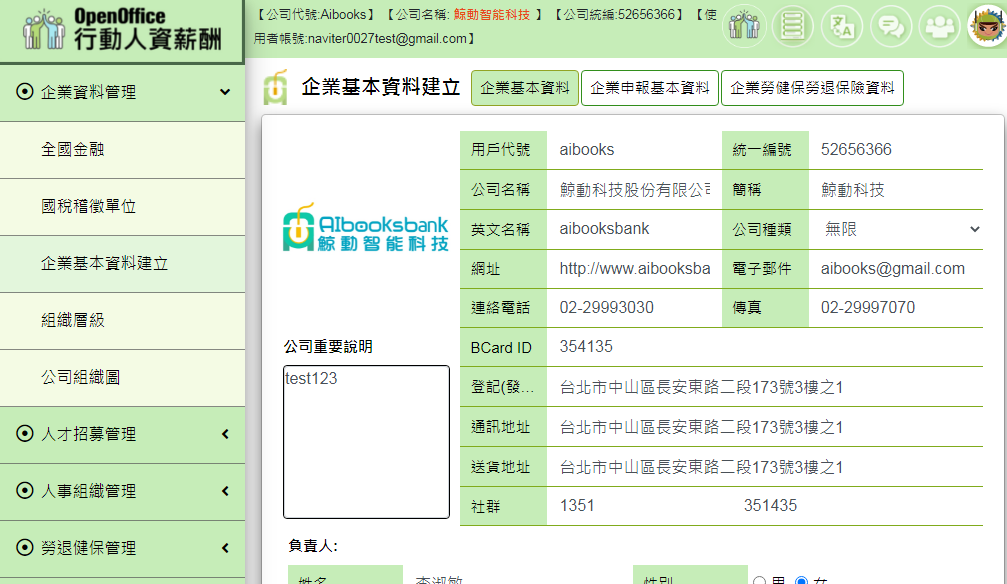 OpenOffice
行動人資薪酬
【公司代號:Aibooks】【公司名稱: 鯨動智能科技 】【公司統編:52656366】【使
用者帳號:naviter0027test@gmail.com】
企業資料管理
全國金融
國稅稽徵單位
企業基本資料建立
組織層級
公司組織圖
人才招募管理
人事組織管理
勞退健保管理
企業基本資料建立
企業基本資料
企業申報基本資料
企業勞健保勞退保險資料
AIbooksbank
鯨動智能科技
公司重要說明
test123
用戶代號 aibooks 統一編號 52656366
公司名稱 鯨動科技股份有限公司 簡稱 鯨動科技
英文名稱 aibooksbank 公司種類 無限
網址 http://www.aibooksba 電子郵件 aibooks@gmail.com
連絡電話 02-29993030 傳真 02-29997070
BCard ID 354135
登記(發... 台北市中山區長安東路二段173號3樓之1
通訊地址 台北市中山區長安東路二段173號3樓之1
送貨地址 台北市中山區長安東路二段173號3樓之1
社群 1351 351435
負責人:
姓名 李淑敏 性別 男 女